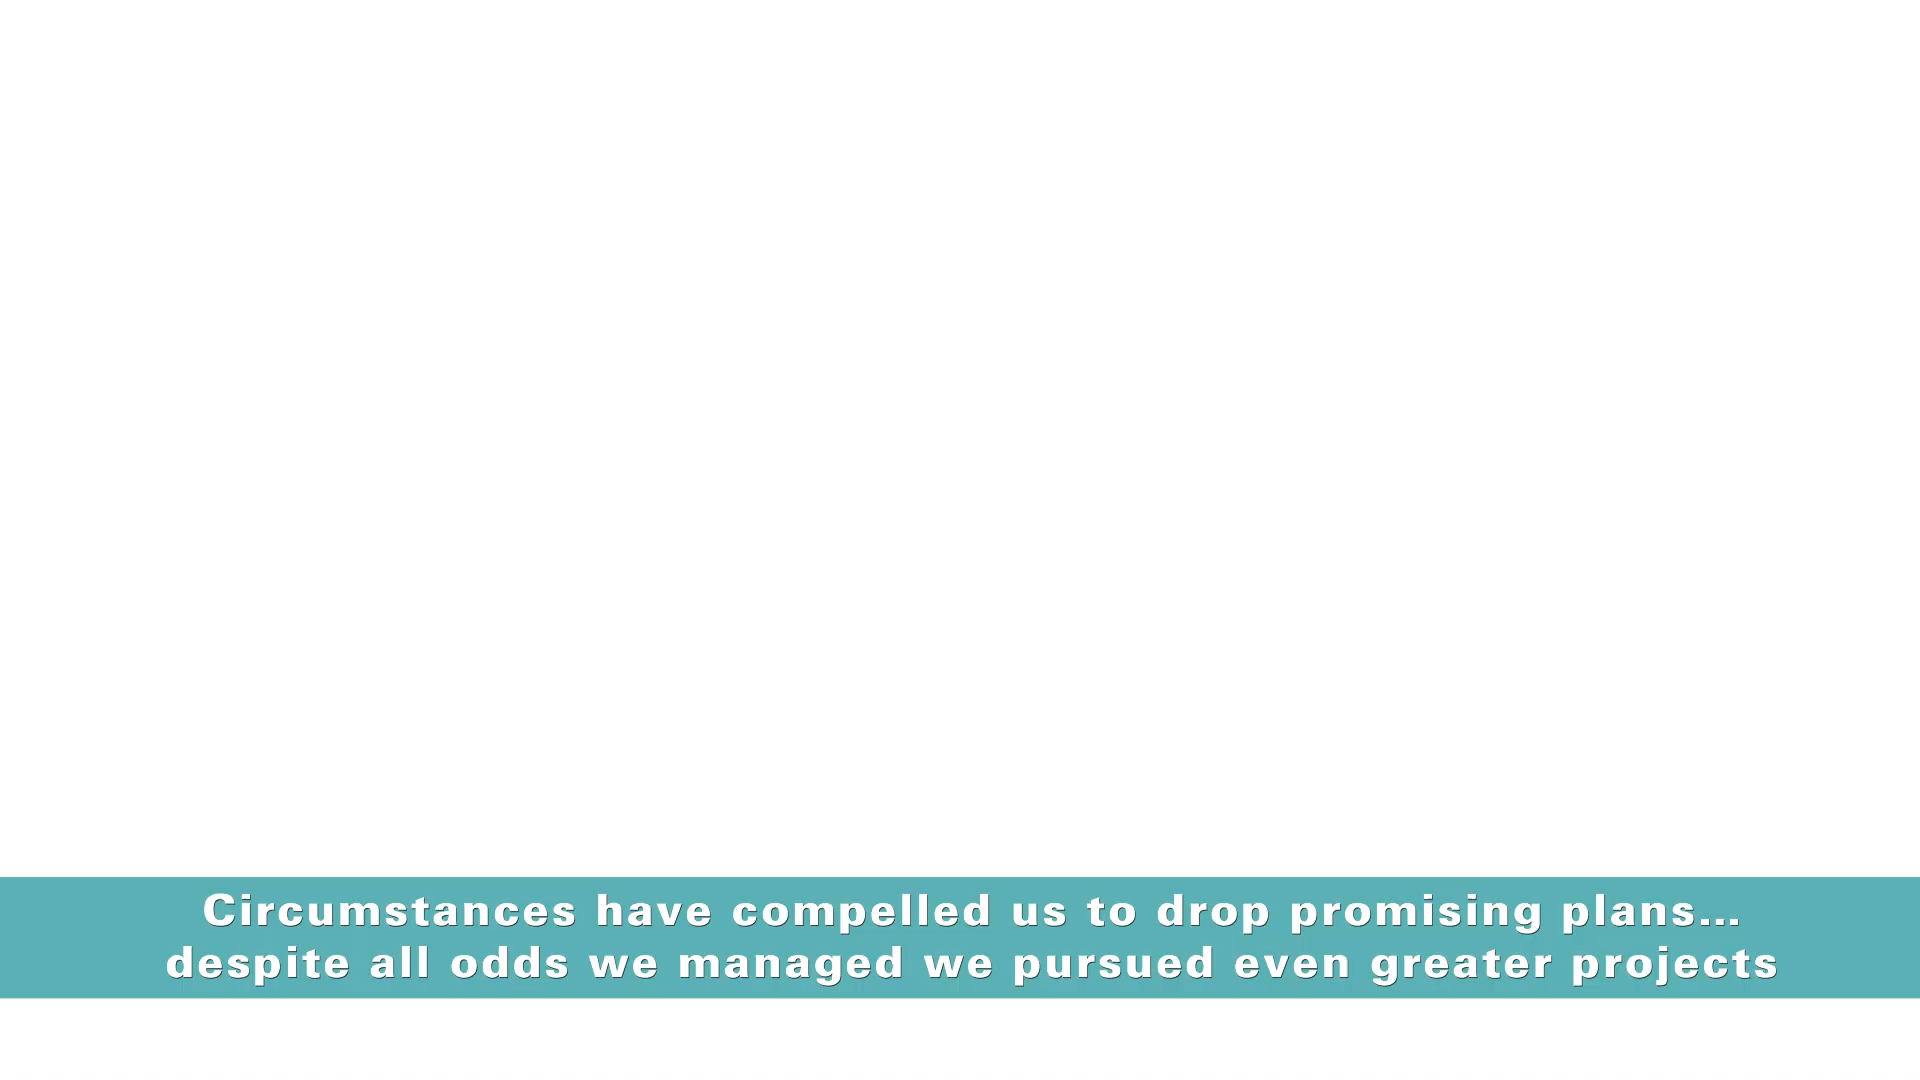 Circumstances have compelled us to drop promising plans...
despite all odds we managed we pursued even greater projects